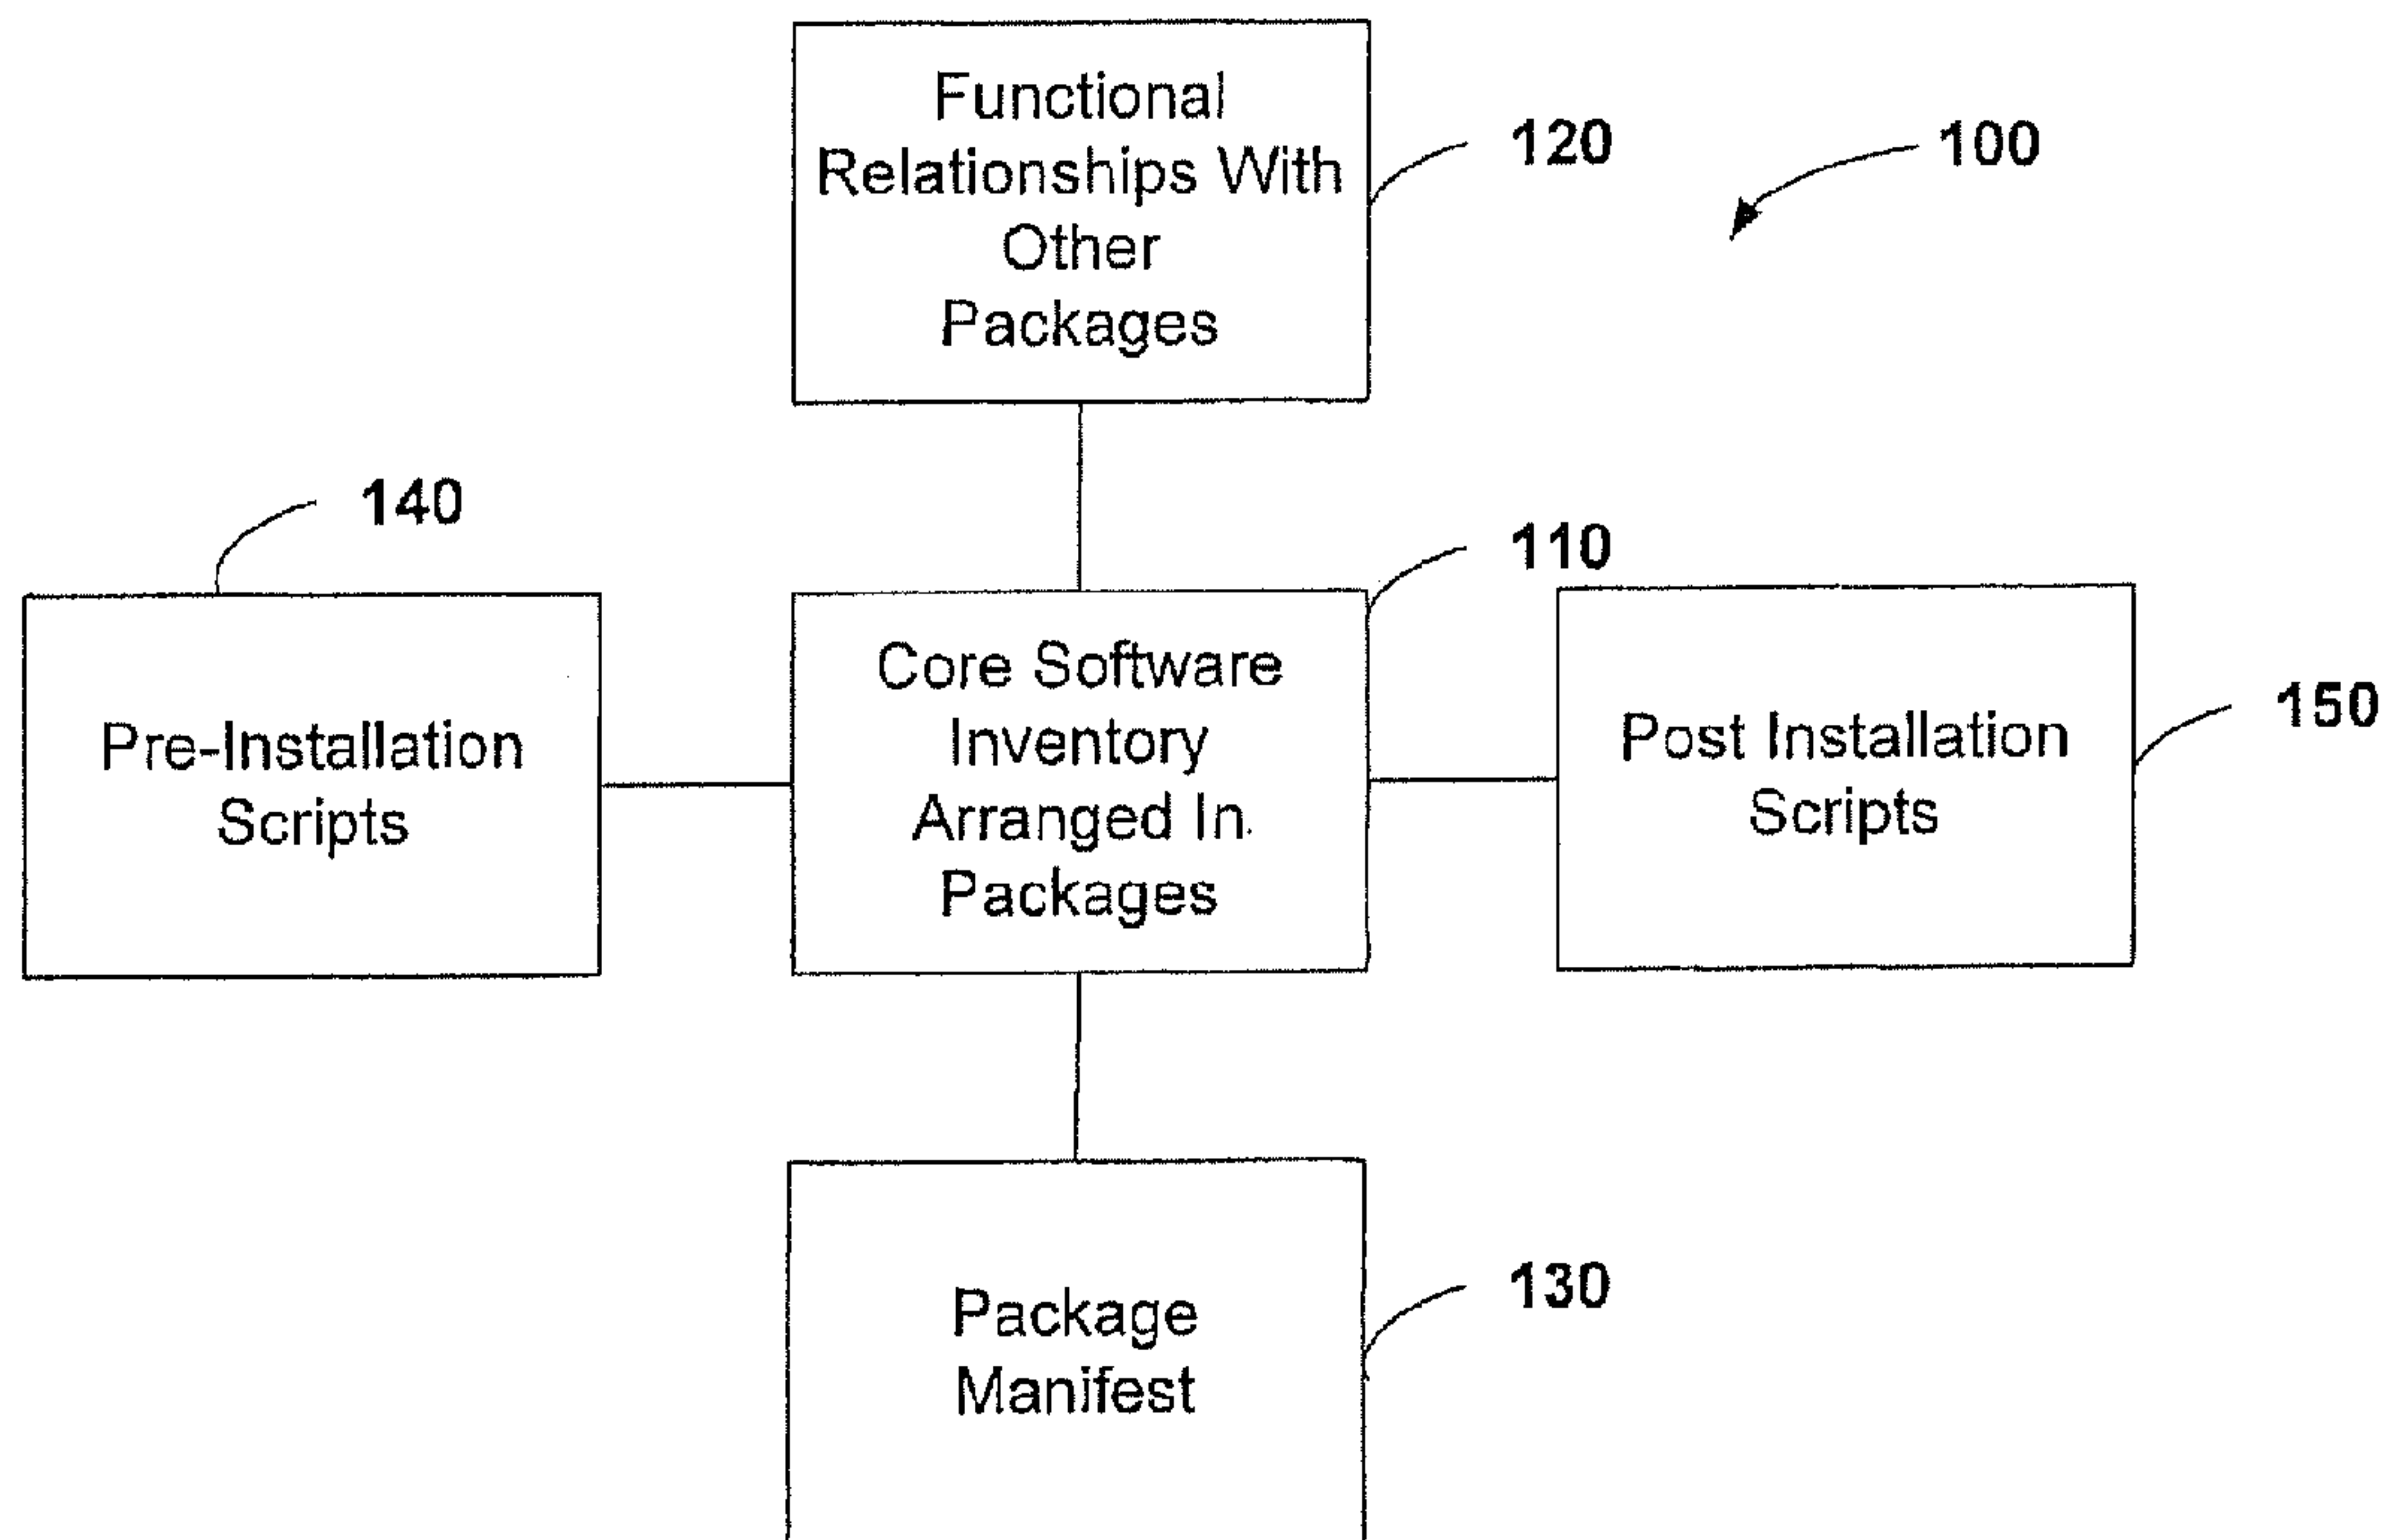 Functional
Relationships With
Other
Packages
120
100
140
110
Pre-Installation
Scripts
Core Software
Inventory
Arranged In
Packages
Post Installation
Scripts
150
Package
Manifest
130